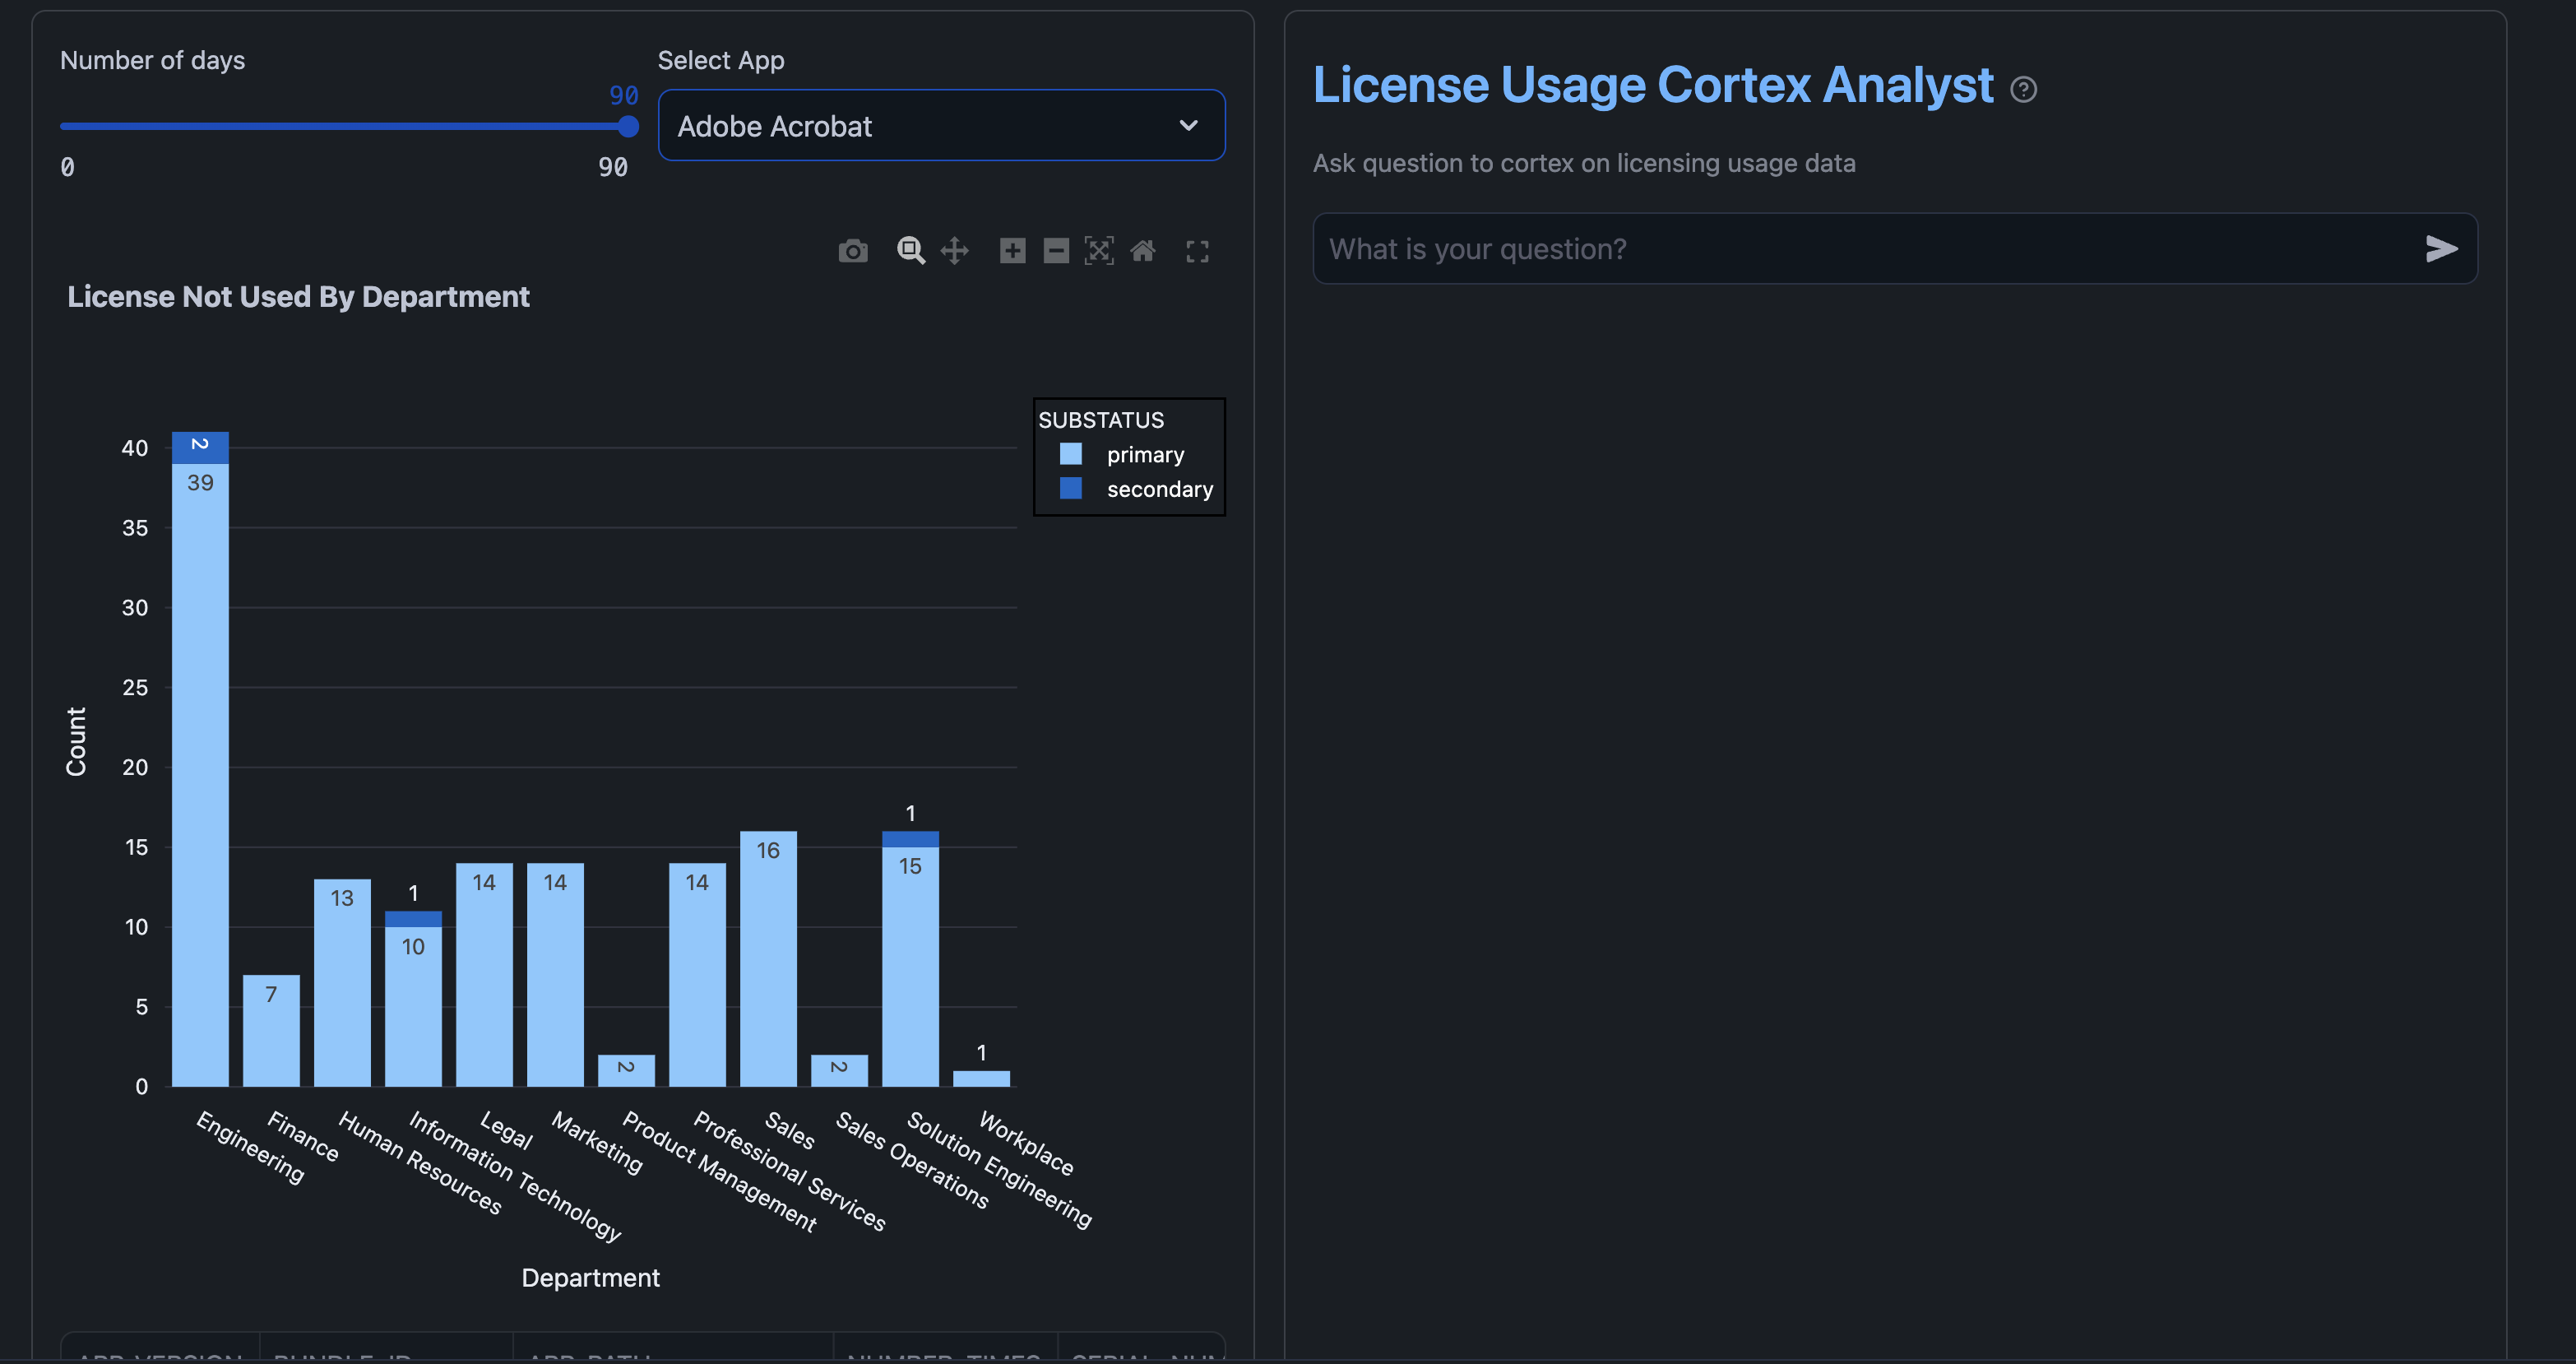 Number of days
90
0
90
Select App
Adobe Acrobat
License Not Used By Department
SUBSTATUS
primary
secondary
Count
40
35
30
25
20
15
10
5
0
2
39
7
13
1
10
14
14
2
14
16
2
1
15
1
Engineering
Finance
Human Resources
Information Technology
Legal
Marketing
Product Management
Professional Services
Sales
Sales Operations
Solution Engineering
Workplace
Department
License Usage Cortex Analyst
Ask question to cortex on licensing usage data
What is your question?